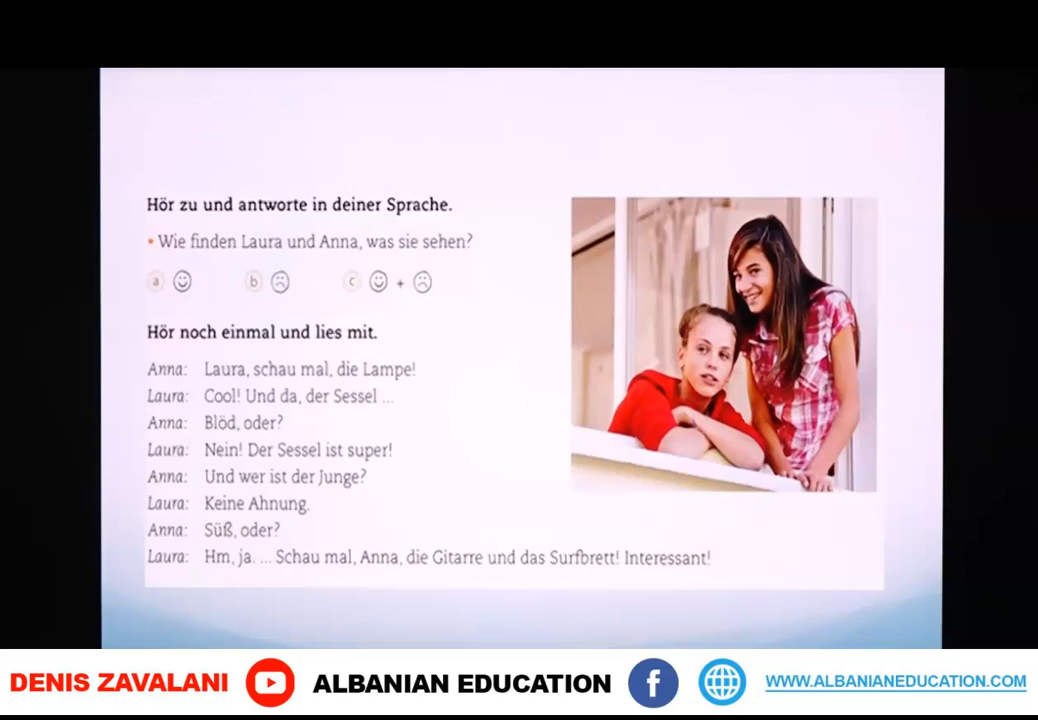 Hör zu und antworte in deiner Sprache.
• Wie finden Laura und Anna, was sie sehen?
a ☺ b ☹ c ☺ + ☹
Hör noch einmal und lies mit.
Anna: Laura, schau mal, die Lampe!
Laura: Cool! Und da, der Sessel ...
Anna: Blöd, oder?
Laura: Nein! Der Sessel ist super!
Anna: Und wer ist der Junge?
Laura: Keine Ahnung.
Anna: Süß, oder?
Laura: Hm, ja. ... Schau mal, Anna, die Gitarre und das Surfbrett! Interessant!
DENIS ZAVALANI ALBANIAN EDUCATION f WWW.ALBANIANEDUCATION.COM